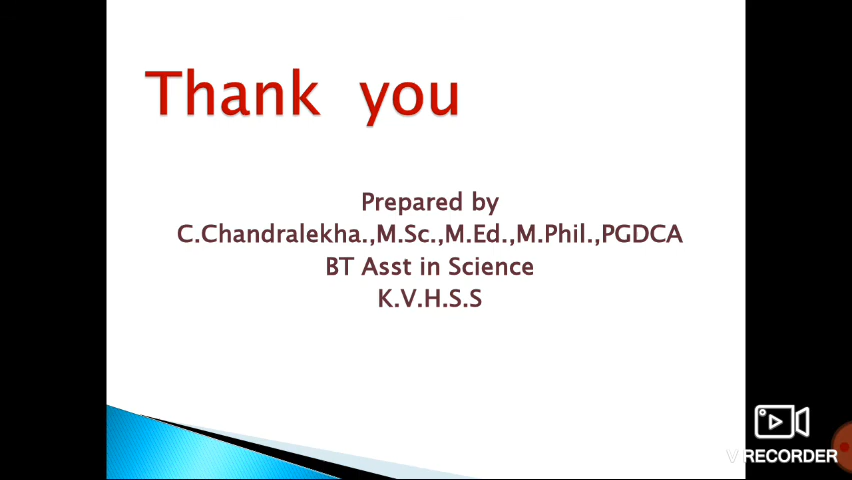 Thank you
Prepared by
C.Chandralekha.,M.Sc.,M.Ed.,M.Phil.,PGDCA
BT Asst in Science
K.V.H.S.S
V RECORDER